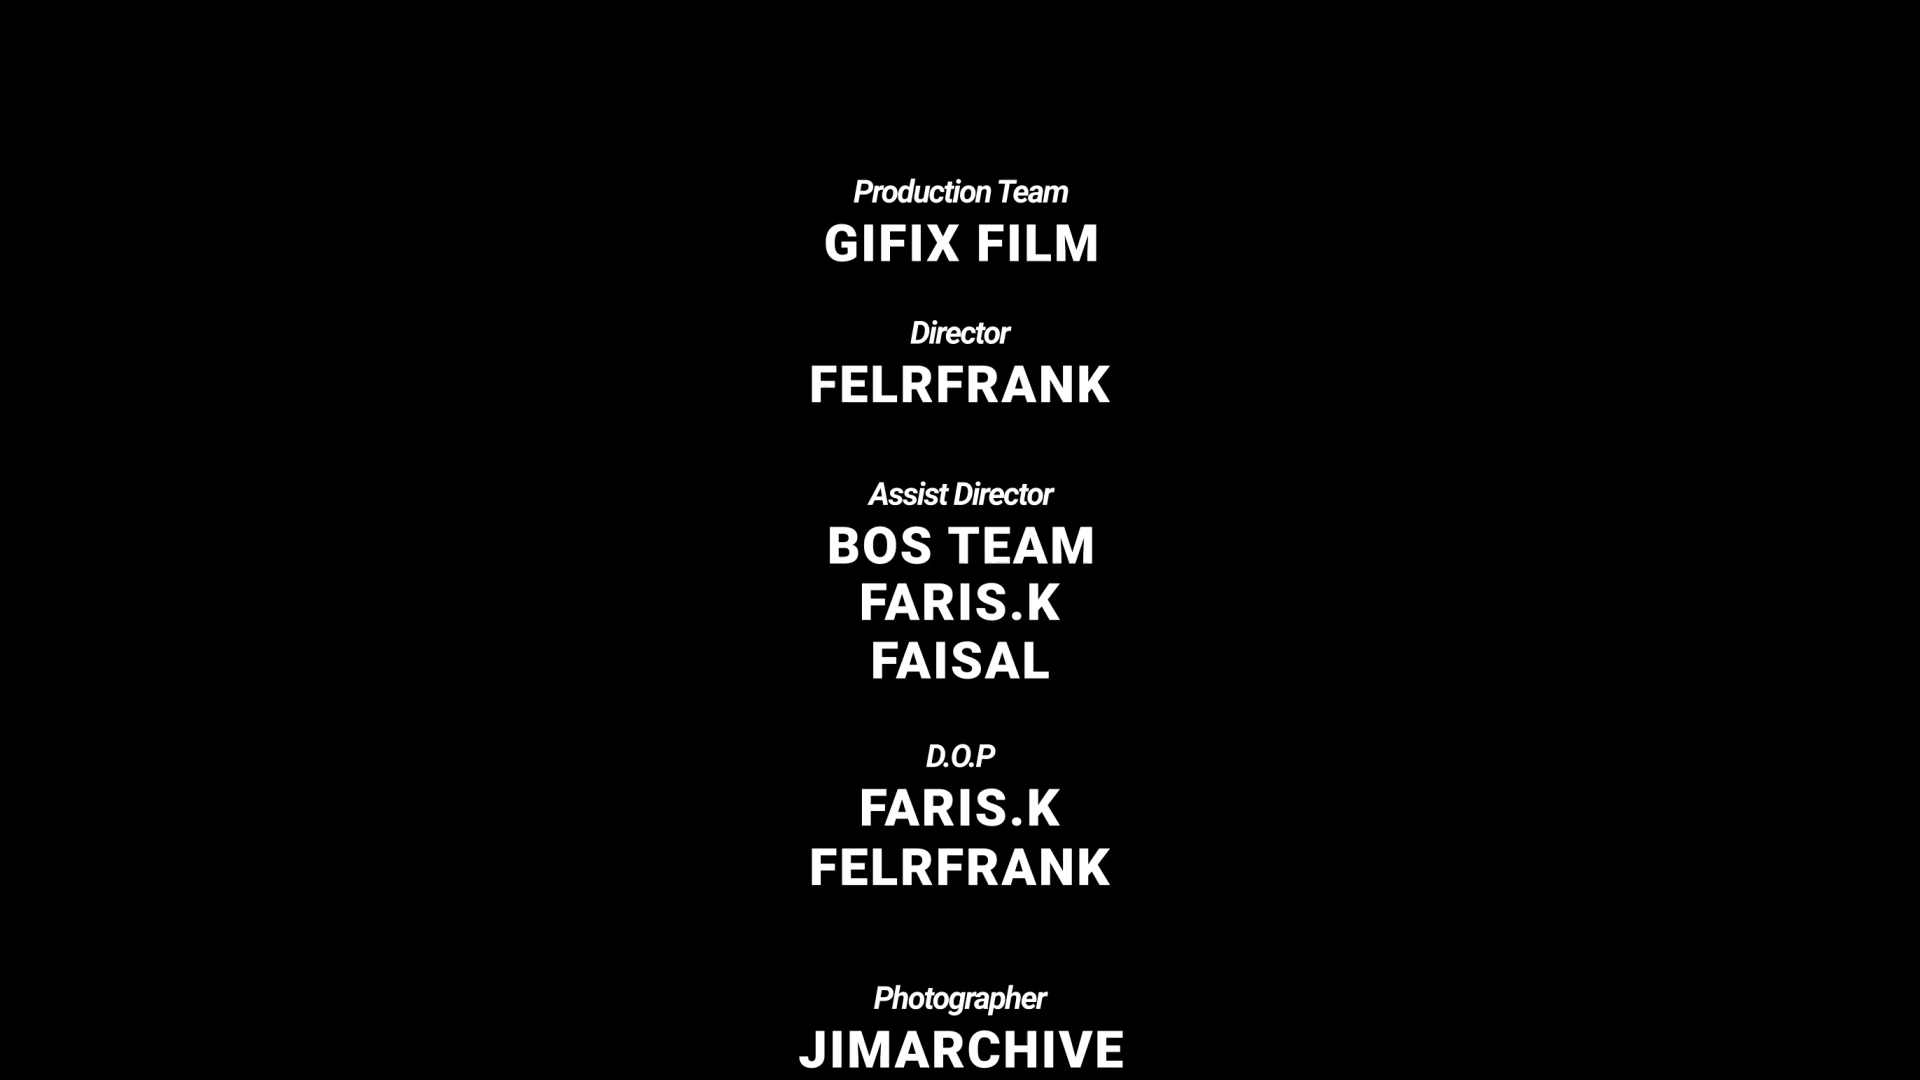 Production Team
GIFIX FILM
Director
FELRFRANK
Assist Director
BOS TEAM
FARIS.K
FAISAL
D.O.P
FARIS.K
FELRFRANK
Photographer
JIMARCHIVE